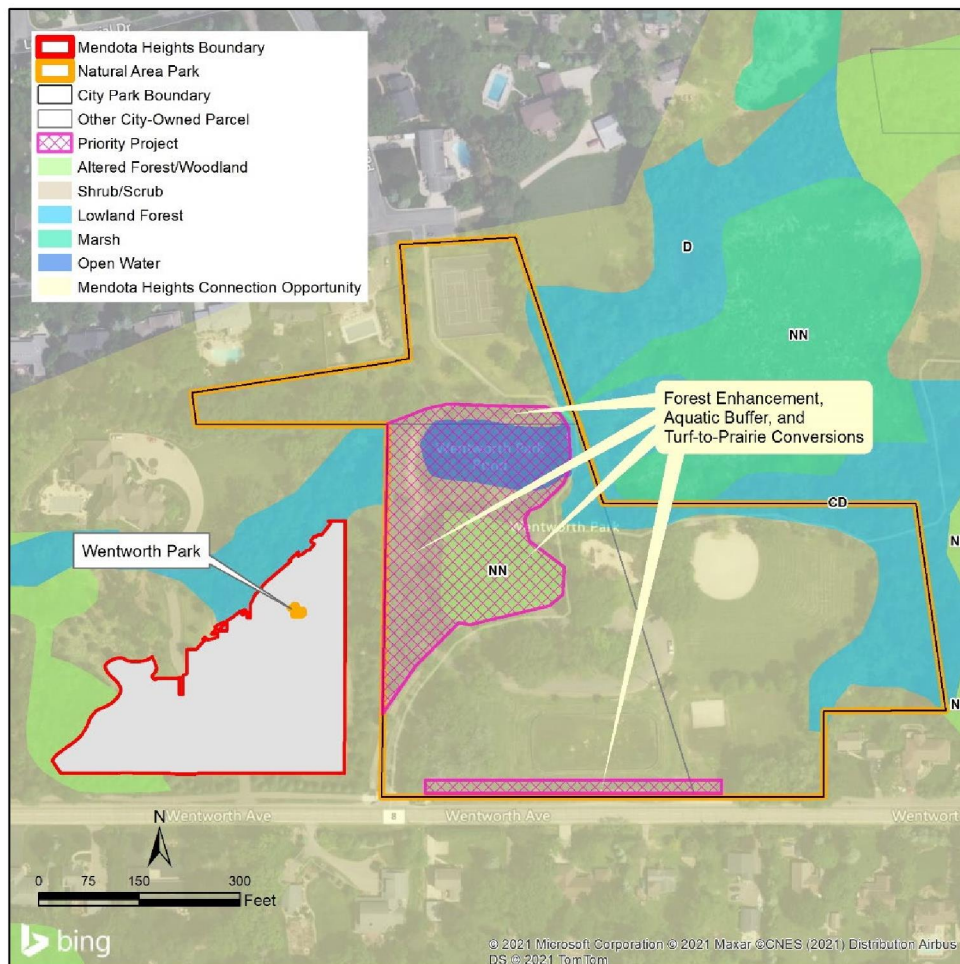 Mendota Heights Boundary
Natural Area Park
City Park Boundary
Other City-Owned Parcel
Priority Project
Altered Forest/Woodland
Shrub/Scrub
Lowland Forest
Marsh
Open Water
Mendota Heights Connection Opportunity
D
NN
Forest Enhancement,
Aquatic Buffer, and
Turf-to-Prairie Conversions
Wentworth Park
Pond
CD
Wentworth Park
N
Wentworth Park
NN
N
Wentworth Ave
Wentworth Ave
Wentwort
N
0 75 150 300
Feet
bing
© 2021 Microsoft Corporation © 2021 Maxar ©CNES (2021) Distribution Airbus
DS © 2021 TomTom